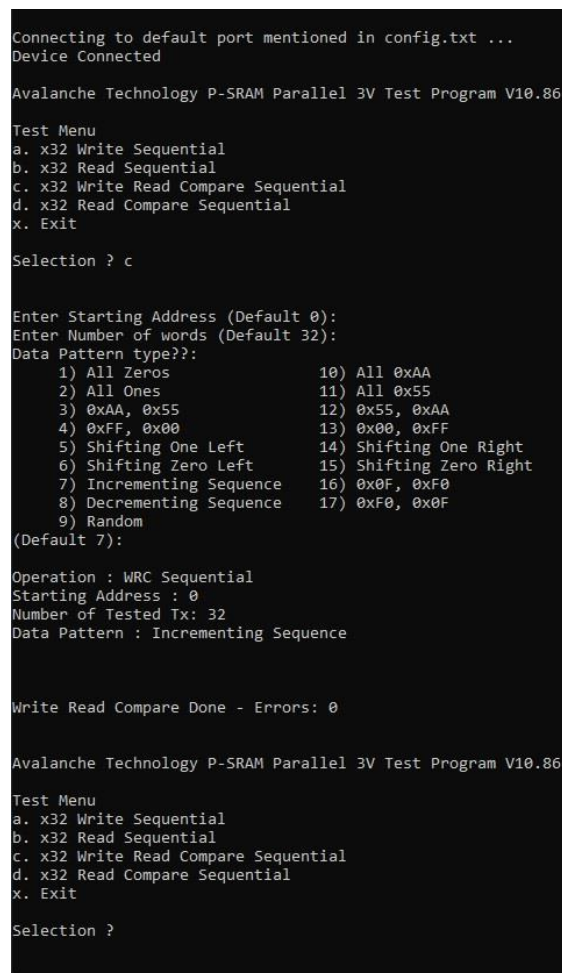 Connecting to default port mentioned in config.txt ...
Device Connected
Avalanche Technology P-SRAM Parallel 3V Test Program V10.86
Test Menu
a. x32 Write Sequential
b. x32 Read Sequential
c. x32 Write Read Compare Sequential
d. x32 Read Compare Sequential
x. Exit
Selection ? c
Enter Starting Address (Default 0):
Enter Number of words (Default 32):
Data Pattern type??:
1) All Zeros 10) All 0xAA
2) All Ones 11) All 0x55
3) 0xAA, 0x55 12) 0x55, 0xAA
4) 0xFF, 0x00 13) 0x00, 0xFF
5) Shifting One Left 14) Shifting One Right
6) Shifting Zero Left 15) Shifting Zero Right
7) Incrementing Sequence 16) 0x0F, 0xF0
8) Decrementing Sequence 17) 0xF0, 0x0F
9) Random
(Default 7):
Operation : WRC Sequential
Starting Address : 0
Number of Tested Tx: 32
Data Pattern : Incrementing Sequence
Write Read Compare Done - Errors: 0
Avalanche Technology P-SRAM Parallel 3V Test Program V10.86
Test Menu
a. x32 Write Sequential
b. x32 Read Sequential
c. x32 Write Read Compare Sequential
d. x32 Read Compare Sequential
x. Exit
Selection ?